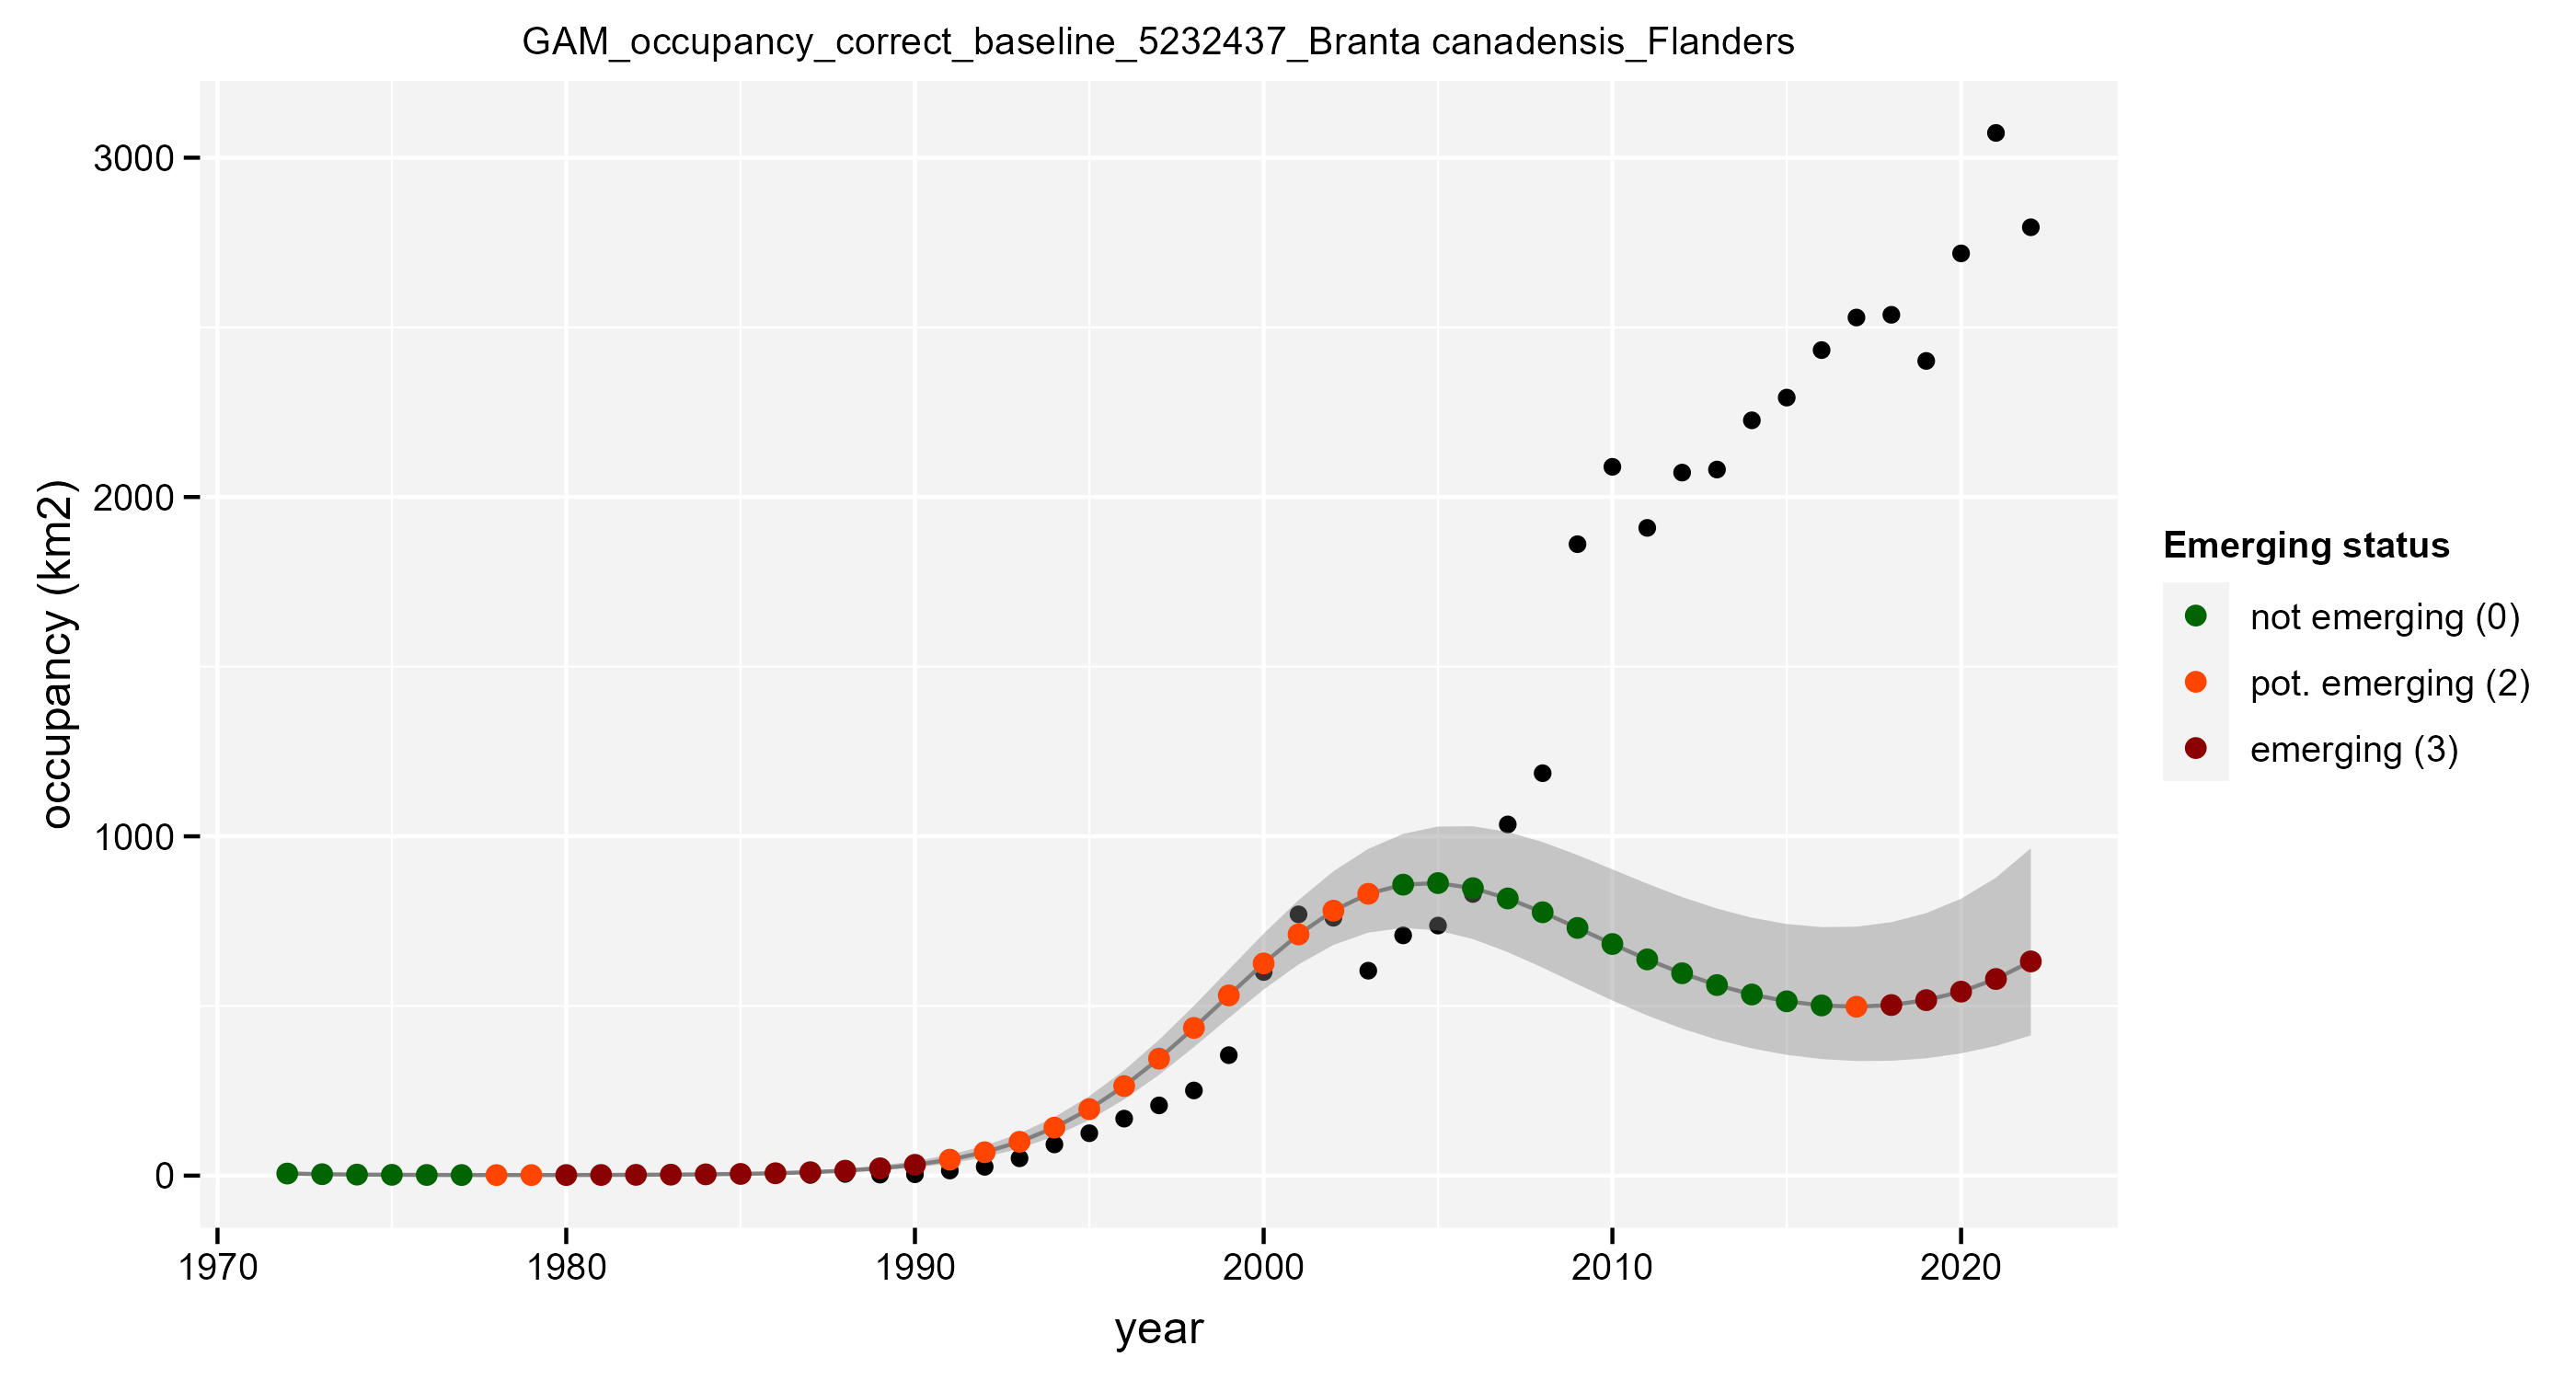 GAM_occupancy_correct_baseline_5232437_Branta canadensis_Flanders
3000
2000
1000
0
occupancy (km2)
1970 1980 1990 2000 2010 2020
year
Emerging status
not emerging (0)
pot. emerging (2)
emerging (3)